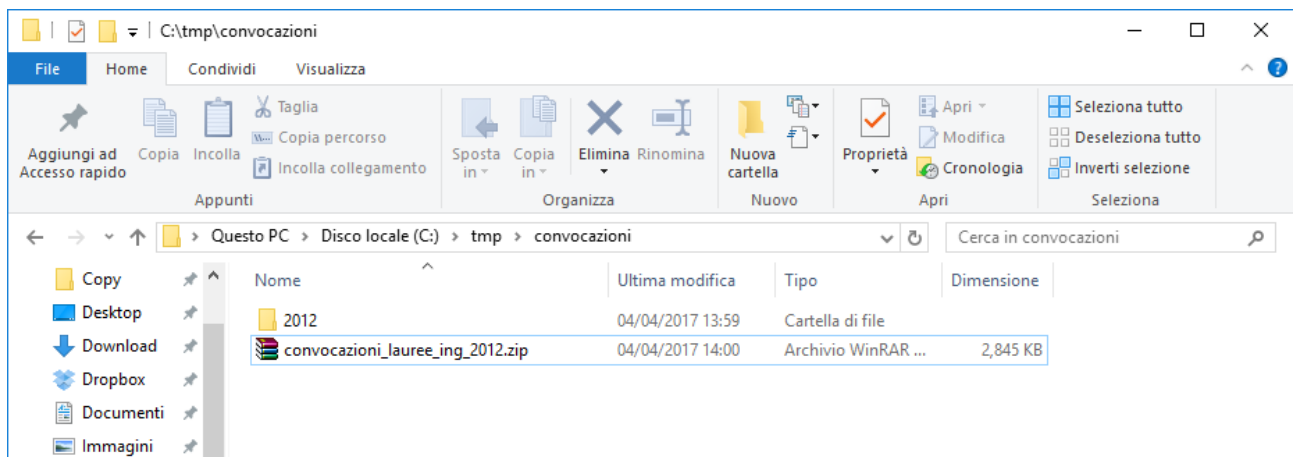 C:\tmp\convocazioni
File Home Condividi Visualizza
Aggiungi ad Accesso rapido
Copia
Incolla
Taglia
Copia percorso
Incolla collegamento
Appunti
Sposta in
Copia in
Elimina
Rinomina
Organizza
Nuova cartella
Nuovo
Proprietà
Apri
Modifica
Cronologia
Apri
Seleziona tutto
Deseleziona tutto
Inverti selezione
Seleziona
Questo PC > Disco locale (C:) > tmp > convocazioni
Cerca in convocazioni
Copy
Desktop
Download
Dropbox
Documenti
Immagini
Nome Ultima modifica Tipo Dimensione
2012 04/04/2017 13:59 Cartella di file
convocazioni_lauree_ing_2012.zip 04/04/2017 14:00 Archivio WinRAR ... 2,845 KB